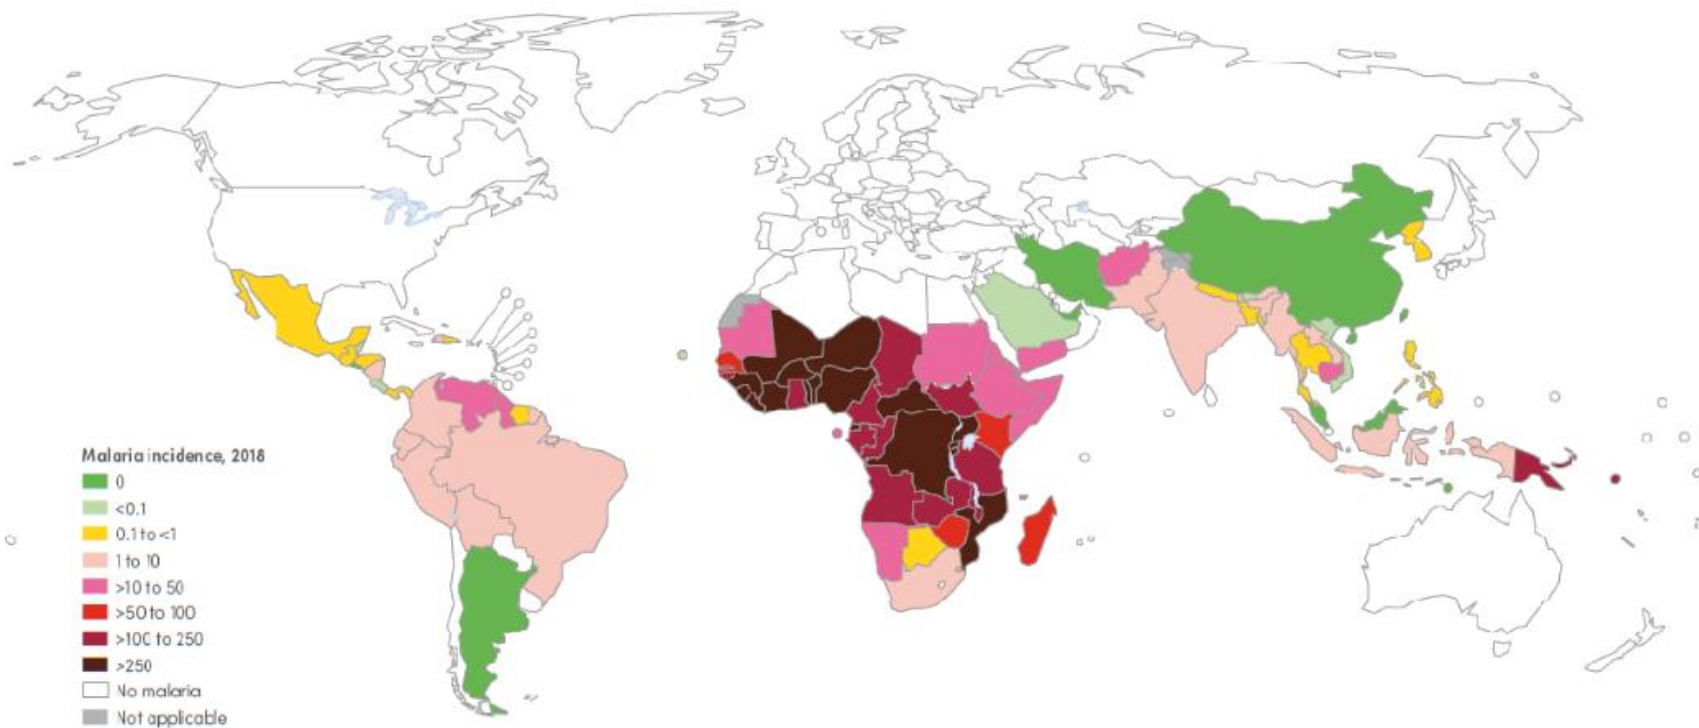 Malaria incidence, 2018
0
<0.1
0.1 to <1
1 to 10
>10 to 50
>50 to 100
>100 to 250
>250
No malaria
Not applicable